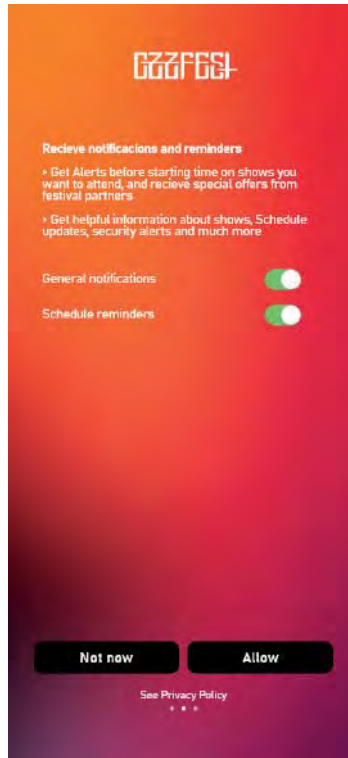 GZZFESt
Recieve notificacions and reminders
• Get Alerts before starting time on shows you
want to attend, and recieve special offers from
festival partners
• Get helpful information about shows, Schedule
updates, security alerts and much more
General notifications
Schedule reminders
Not now
Allow
See Privacy Policy